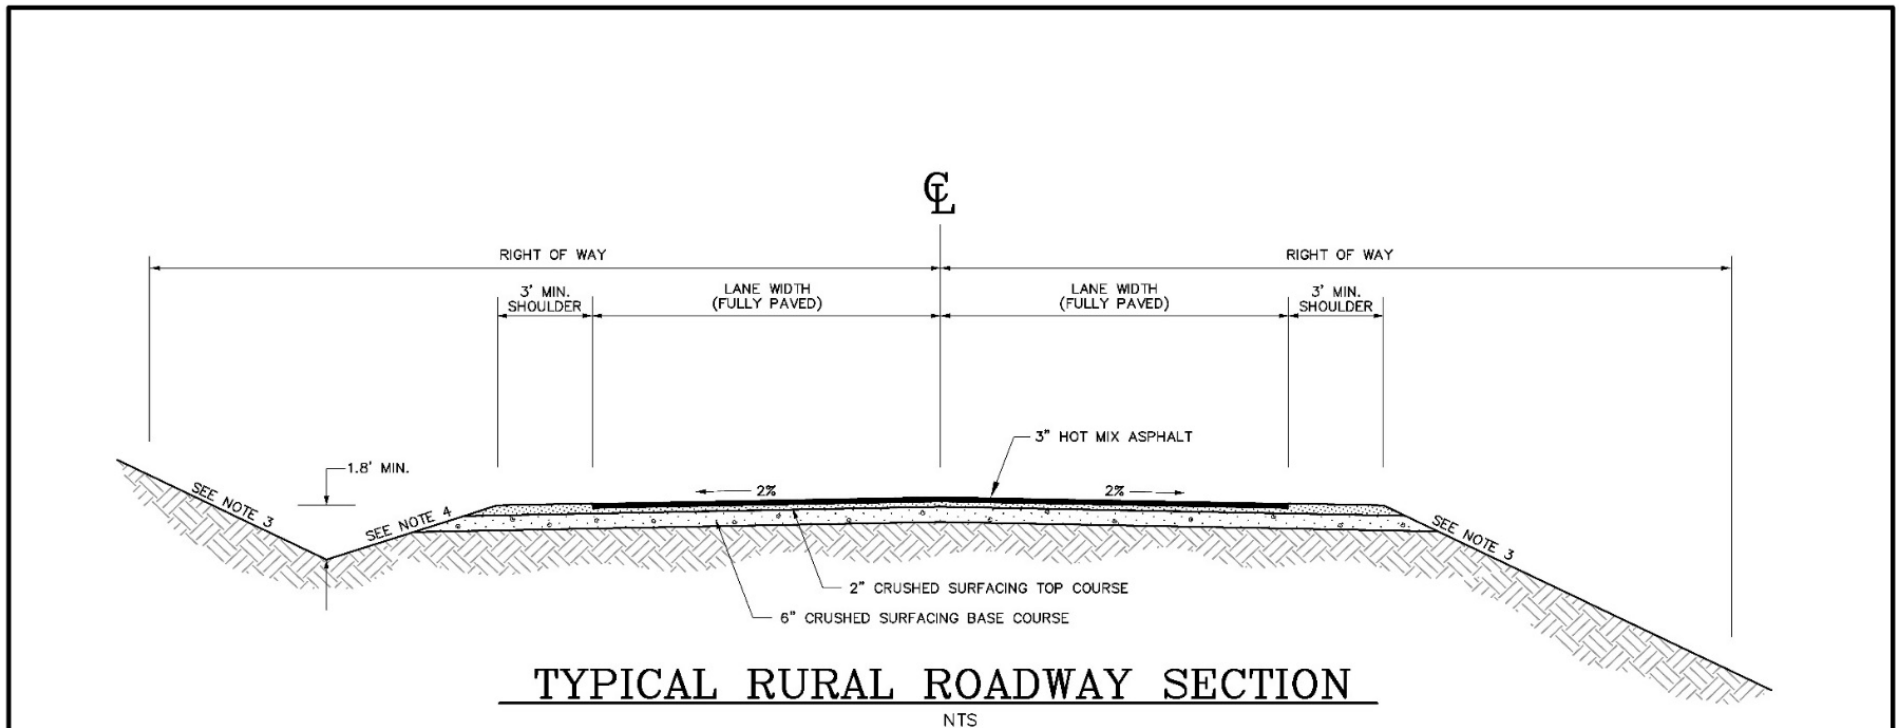 ℄
RIGHT OF WAY
RIGHT OF WAY
3' MIN.
SHOULDER
LANE WIDTH
(FULLY PAVED)
LANE WIDTH
(FULLY PAVED)
3' MIN.
SHOULDER
3" HOT MIX ASPHALT
1.8' MIN.
2%
2%
SEE NOTE 3
SEE NOTE 4
SEE NOTE 3
2" CRUSHED SURFACING TOP COURSE
6" CRUSHED SURFACING BASE COURSE
TYPICAL RURAL ROADWAY SECTION
NTS